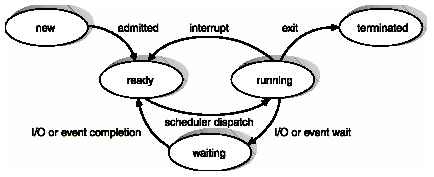 new
admitted
interrupt
exit
terminated
ready
running
scheduler dispatch
I/O or event completion
I/O or event wait
waiting